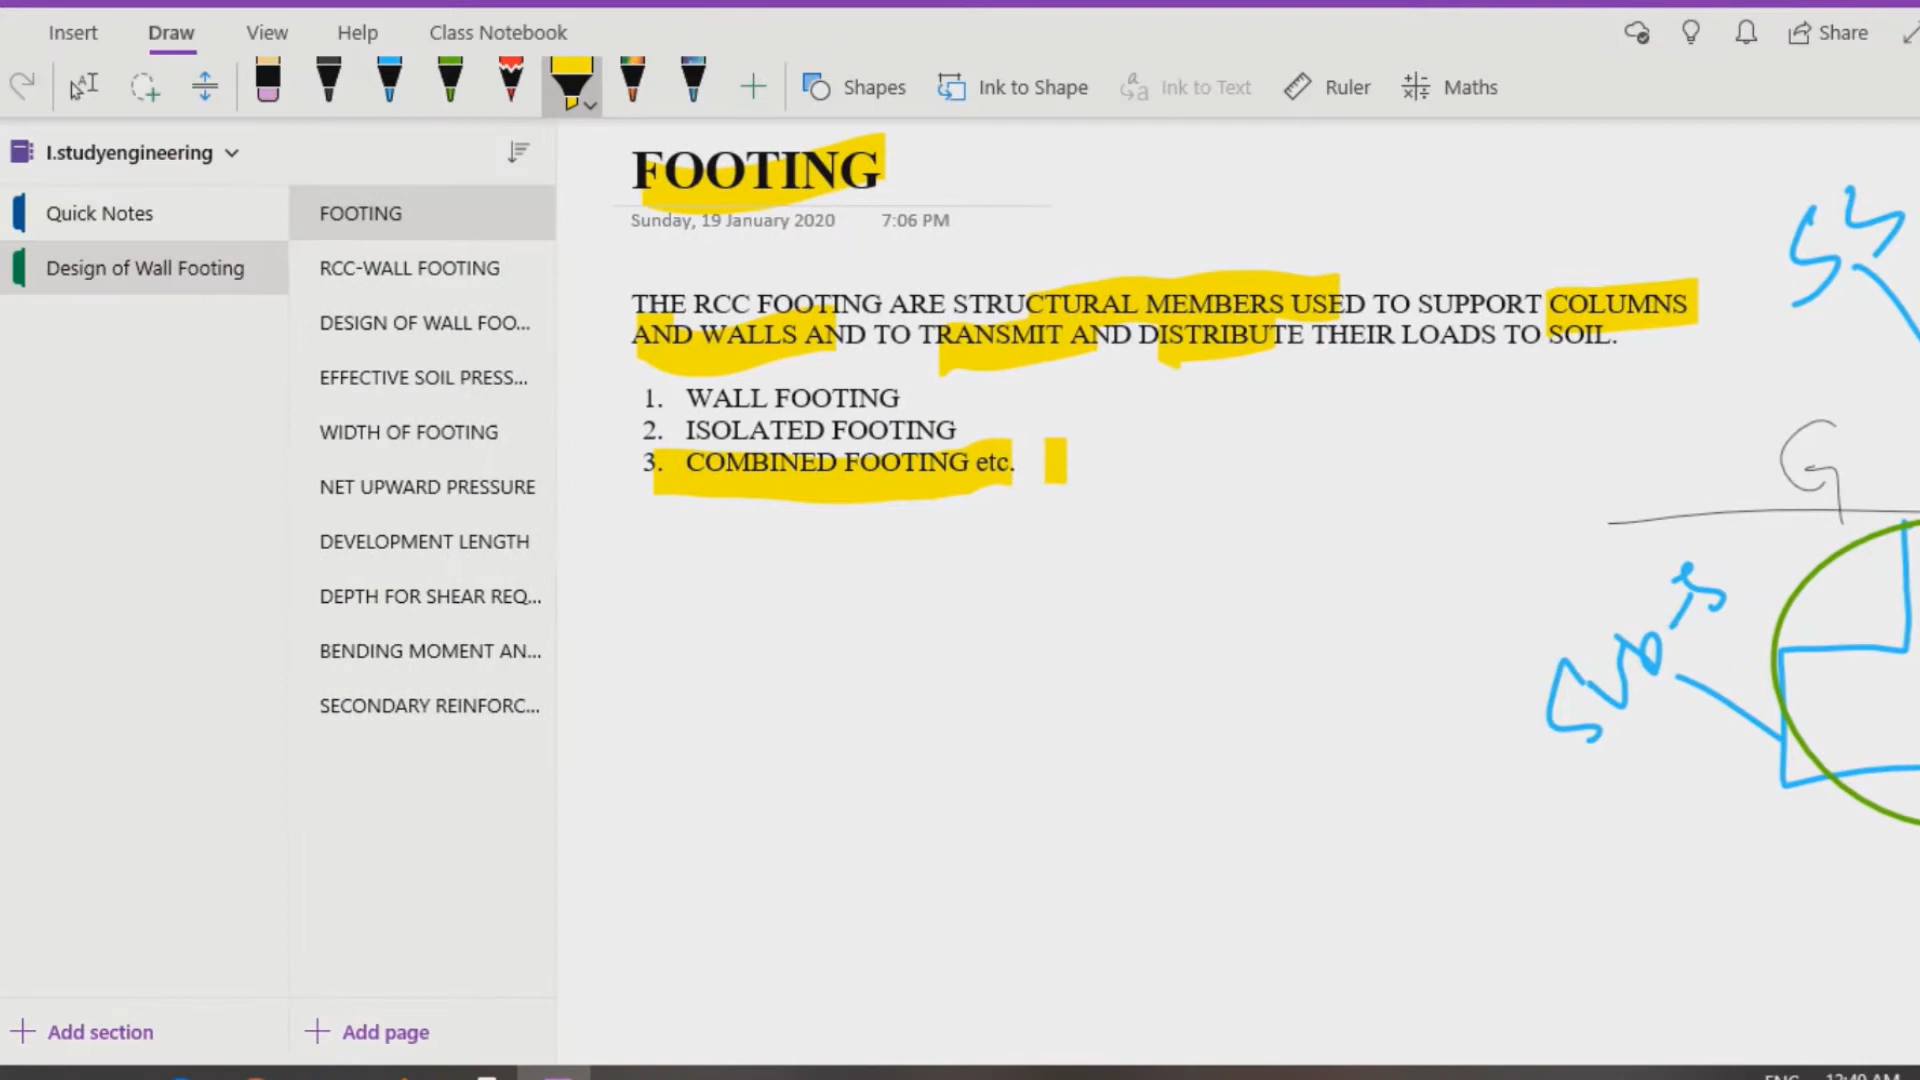 Insert Draw View Help Class Notebook Share
Shapes Ink to Shape Ink to Text Ruler Maths
I.studyengineering
Quick Notes
Design of Wall Footing
FOOTING
RCC-WALL FOOTING
DESIGN OF WALL FOO...
EFFECTIVE SOIL PRESS...
WIDTH OF FOOTING
NET UPWARD PRESSURE
DEVELOPMENT LENGTH
DEPTH FOR SHEAR REQ...
BENDING MOMENT AN...
SECONDARY REINFORC...
Add section
Add page
FOOTING
Sunday, 19 January 2020 7:06 PM
THE RCC FOOTING ARE STRUCTURAL MEMBERS USED TO SUPPORT COLUMNS
AND WALLS AND TO TRANSMIT AND DISTRIBUTE THEIR LOADS TO SOIL.
1. WALL FOOTING
2. ISOLATED FOOTING
3. COMBINED FOOTING etc.
G